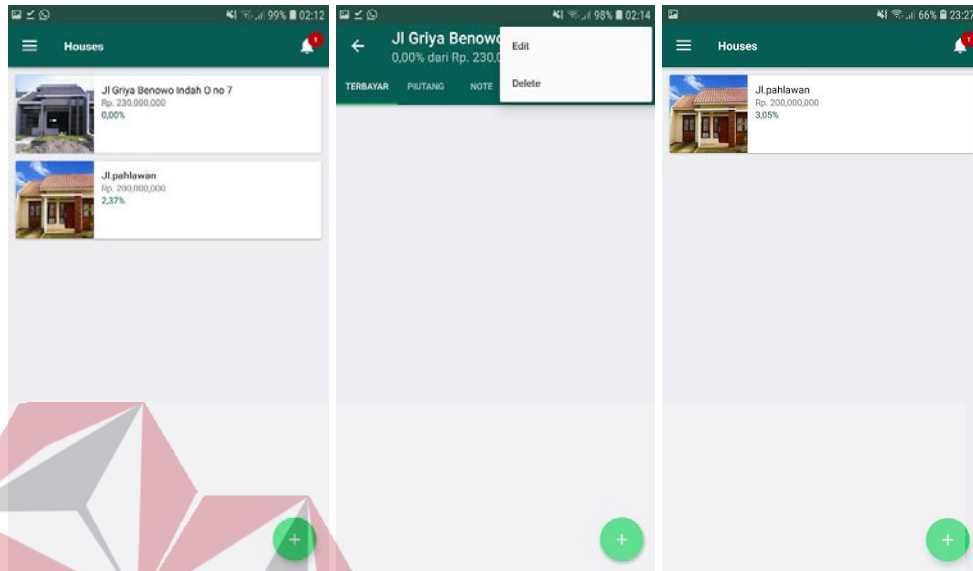 99% 02:12
Houses
1
Jl Griya Benowo Indah O no 7
Rp. 230,000,000
0,00%
Jl.pahlawan
Rp. 200,000,000
2,37%
+
98% 02:14
Jl Griya Benowo
0,00% dari Rp. 230,0
Edit
Delete
TERBAYAR PIUTANG NOTE
+
66% 23:27
Houses
1
Jl.pahlawan
Rp. 200,000,000
3,05%
+